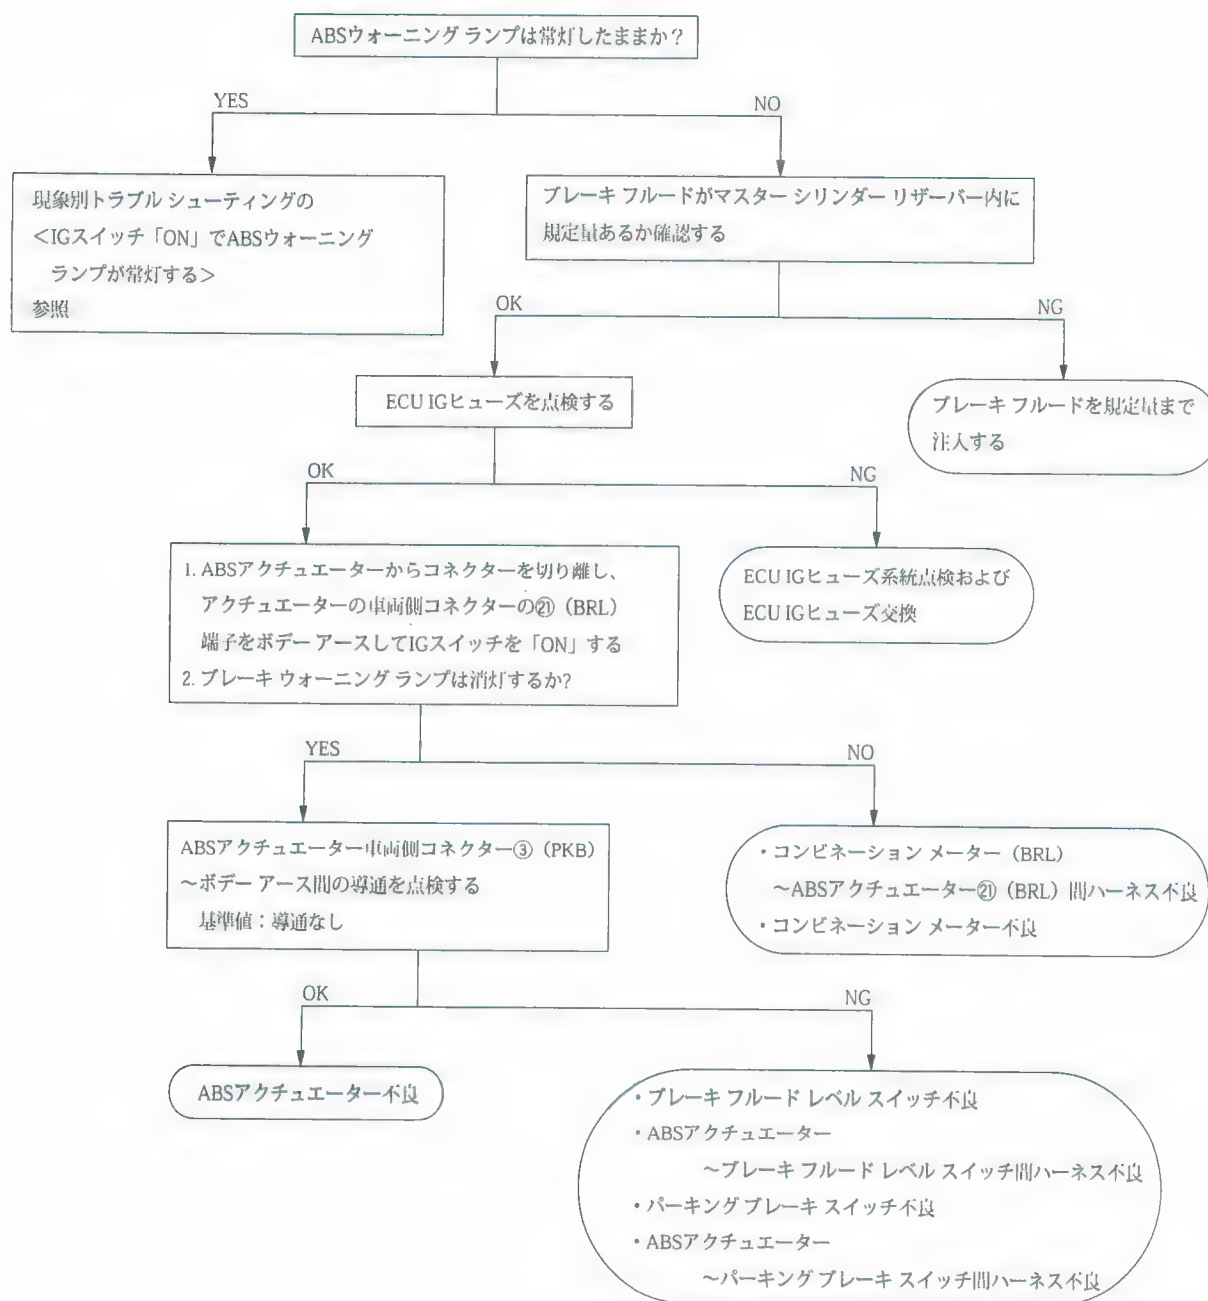 ABSウォーニング ランプは常灯したままか？
YES
NO
現象別トラブル シューティングの
＜IGスイッチ「ON」でABSウォーニング
ランプが常灯する＞
参照
ブレーキ フルードがマスター シリンダー リザーバー内に
規定量あるか確認する
OK
NG
ECU IGヒューズを点検する
ブレーキ フルードを規定量まで
注入する
OK
NG
1. ABSアクチュエーターからコネクターを切り離し、
アクチュエーターの車両側コネクターの㉑（BRL）
端子をボデー アースしてIGスイッチを「ON」する
2. ブレーキ ウォーニング ランプは消灯するか?
ECU IGヒューズ系統点検および
ECU IGヒューズ交換
YES
NO
ABSアクチュエーター車両側コネクター③（PKB）
～ボデー アース間の導通を点検する
基準値：導通なし
・コンビネーション メーター（BRL）
～ABSアクチュエーター㉑（BRL）間ハーネス不良
・コンビネーション メーター不良
OK
NG
ABSアクチュエーター不良
・ブレーキ フルード レベル スイッチ不良
・ABSアクチュエーター
～ブレーキ フルード レベル スイッチ間ハーネス不良
・パーキング ブレーキ スイッチ不良
・ABSアクチュエーター
～パーキング ブレーキ スイッチ間ハーネス不良